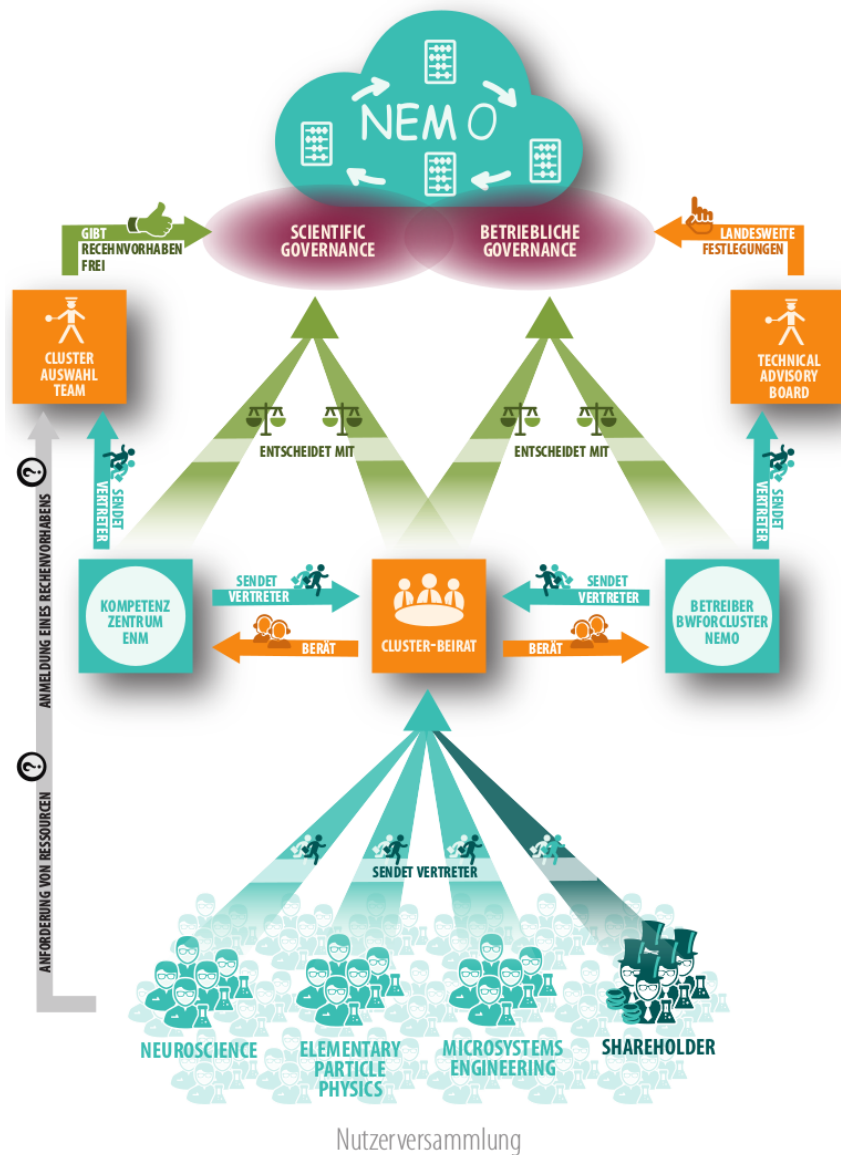 NEMO
SCIENTIFIC
GOVERNANCE
BETRIEBLICHE
GOVERNANCE
GIBT
RECEHNVORHABEN
FREI
LANDESWEITE
FESTLEGUNGEN
CLUSTER
AUSWAHL
TEAM
TECHNICAL
ADVISORY
BOARD
ENTSCHEIDET MIT
ENTSCHEIDET MIT
SENDET
VERTRETER
SENDET
VERTRETER
ANMELDUNG EINES RECHENVORHABENS
KOMPETENZ
ZENTRUM
ENM
SENDET
VERTRETER
BERÄT
CLUSTER-BEIRAT
SENDET
VERTRETER
BERÄT
BETREIBER
BWFORCLUSTER
NEMO
ANFORDERUNG VON RESSOURCEN
SENDET VERTRETER
NEUROSCIENCE
ELEMENTARY
PARTICLE
PHYSICS
MICROSYSTEMS
ENGINEERING
SHAREHOLDER
Nutzerversammlung